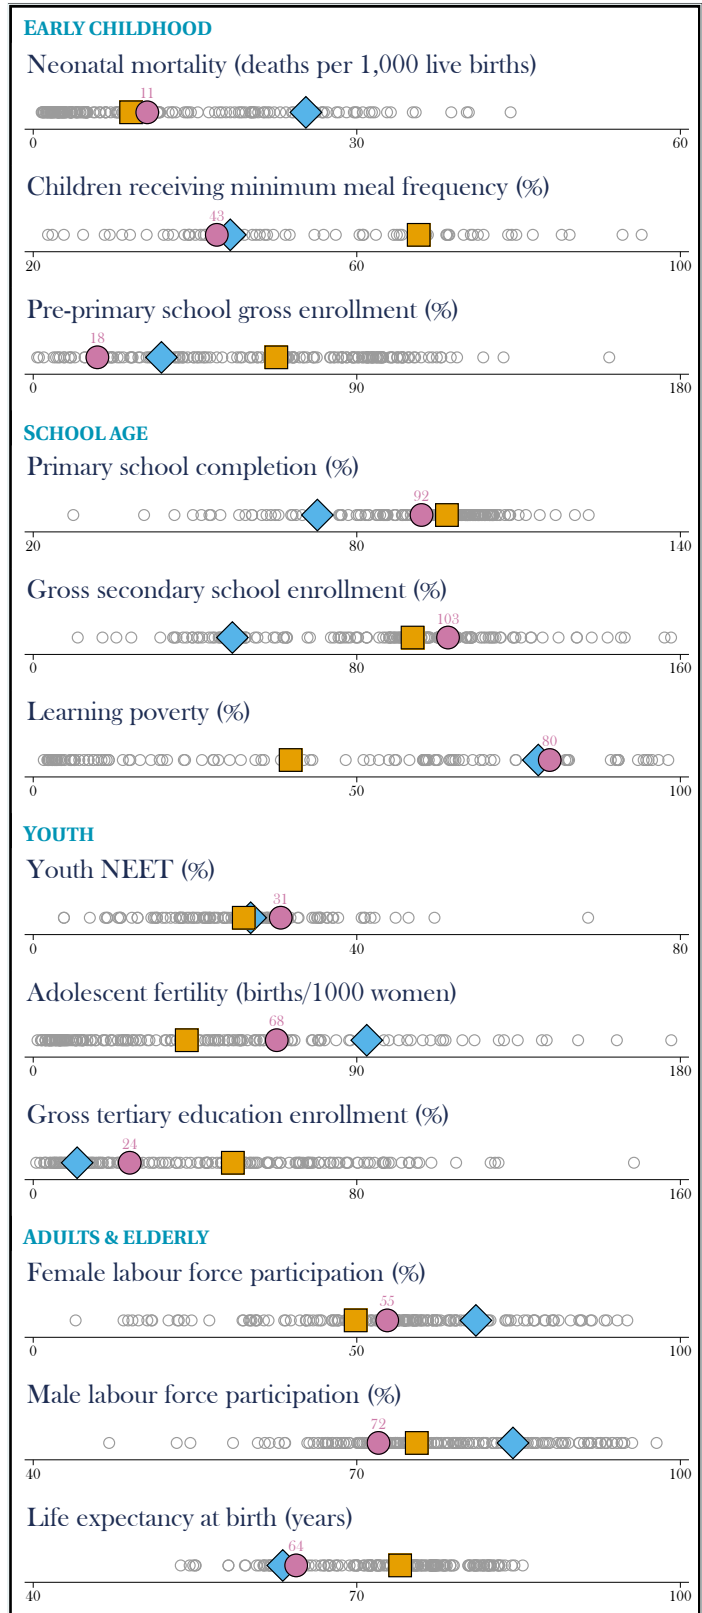 EARLY CHILDHOOD
Neonatal mortality (deaths per 1,000 live births)
11
0 30 60
Children receiving minimum meal frequency (%)
43
20 60 100
Pre-primary school gross enrollment (%)
18
0 90 180
SCHOOL AGE
Primary school completion (%)
92
20 80 140
Gross secondary school enrollment (%)
103
0 80 160
Learning poverty (%)
80
0 50 100
YOUTH
Youth NEET (%)
31
0 40 80
Adolescent fertility (births/1000 women)
68
0 90 180
Gross tertiary education enrollment (%)
24
0 80 160
ADULTS & ELDERLY
Female labour force participation (%)
55
0 50 100
Male labour force participation (%)
72
40 70 100
Life expectancy at birth (years)
64
40 70 100